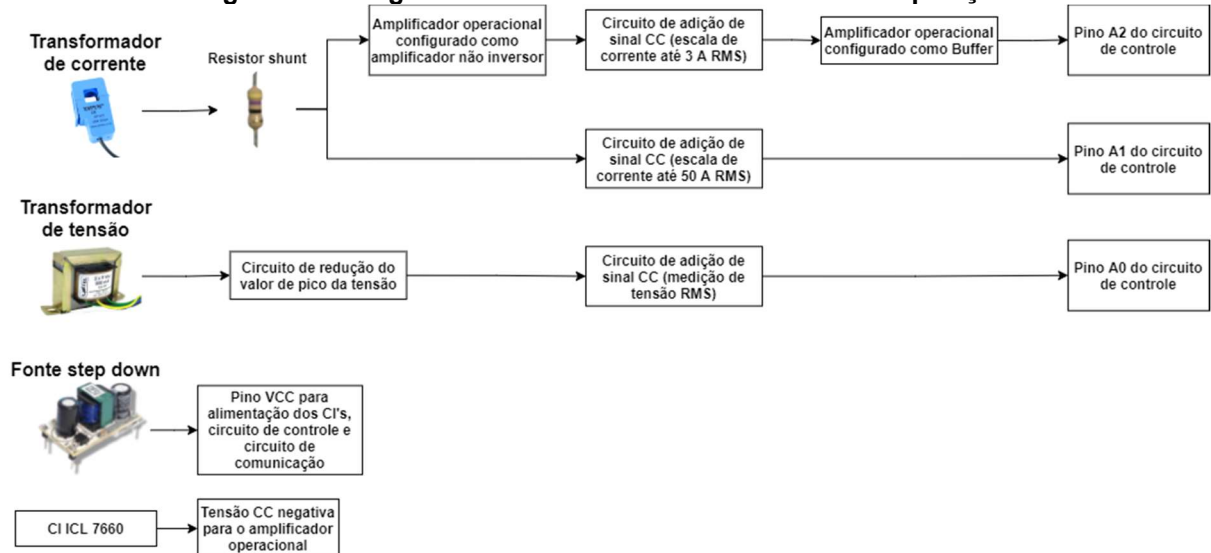 Transformador
de corrente
Resistor shunt
Amplificador operacional
configurado como
amplificador não inversor
Circuito de adição de
sinal CC (escala de
corrente até 3 A RMS)
Amplificador operacional
configurado como Buffer
Pino A2 do circuito
de controle
Circuito de adição de
sinal CC (escala de
corrente até 50 A RMS)
Pino A1 do circuito
de controle
Transformador
de tensão
Circuito de redução do
valor de pico da tensão
Circuito de adição de
sinal CC (medição de
tensão RMS)
Pino A0 do circuito
de controle
Fonte step down
Pino VCC para
alimentação dos CI's,
circuito de controle e
circuito de
comunicação
CI ICL 7660
Tensão CC negativa
para o amplificador
operacional